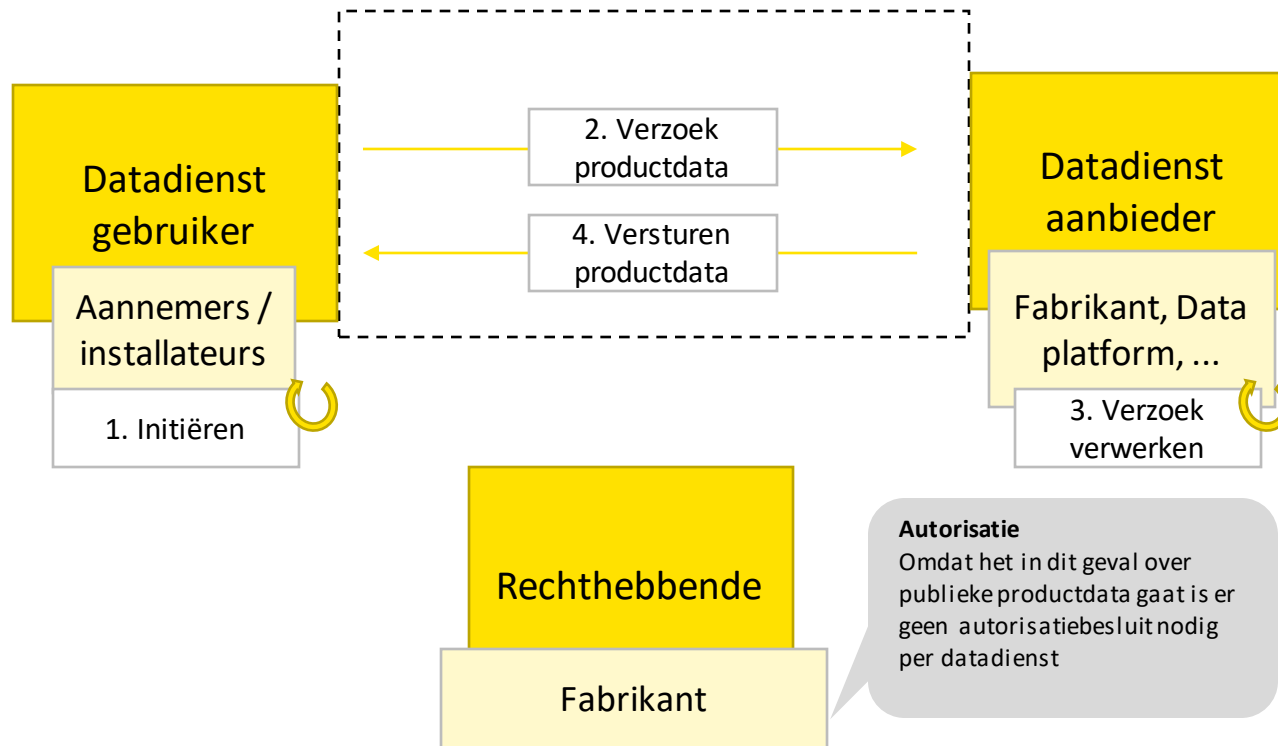 Datadienst
gebruiker
Aannemers /
installateurs
1. Initiëren
2. Verzoek
productdata
4. Versturen
productdata
Datadienst
aanbieder
Fabrikant, Data
platform, ...
3. Verzoek
verwerken
Rechthebbende
Fabrikant
Autorisatie
Omdat het in dit geval over
publieke productdata gaat is er
geen autorisatiebesluit nodig
per datadienst